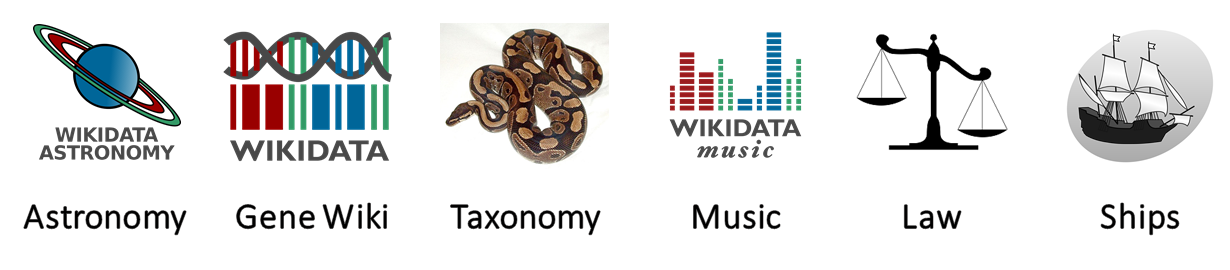 WIKIDATA
ASTRONOMY
WIKIDATA
WIKIDATA
music
Astronomy
Gene Wiki
Taxonomy
Music
Law
Ships